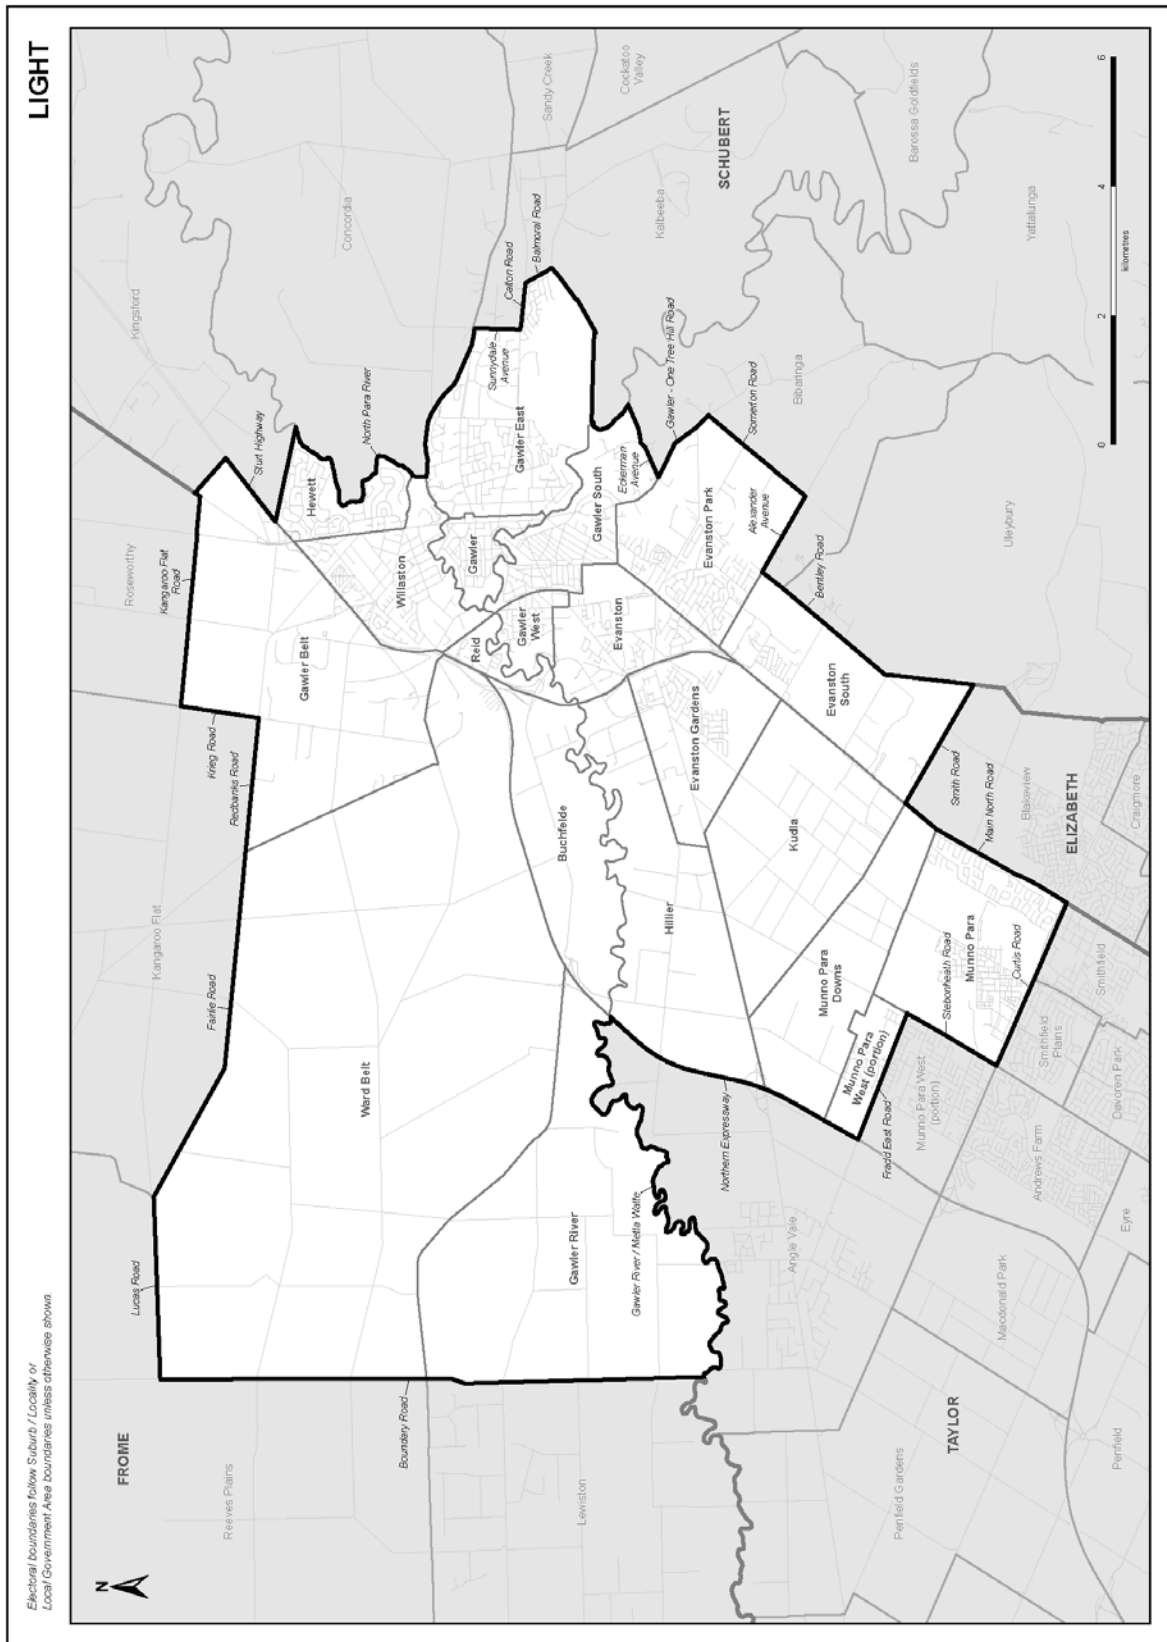 LIGHT
Electoral boundaries follow Suburb / Locality or
Local Government Area boundaries unless otherwise shown.
N
FROME
Reeves Plains
Lewiston
Boundary Road
Lucas Road
Kangaroo Flat
Fairlie Road
Redbanks Road
Krieg Road
Roseworthy
Kangaroo Flat
Road
Kingsford
Sturt Highway
Concordia
North Para River
Hewett
Gawler Belt
Willaston
Ward Belt
Reid
Gawler
Gawler
West
Gawler East
Sunnydale
Avenue
Calton Road
Balmoral Road
Sandy Creek
Cockatoo
Valley
SCHUBERT
Kalbeeba
Barossa Goldfields
Yattalunga
Gawler South
Eckerman
Avenue
Gawler - One Tree Hill Road
Somerton Road
Bibaringa
Evanston
Evanston Park
Alexander
Avenue
Bentley Road
Uleybury
Buchfelde
Evanston Gardens
Evanston
South
Hillier
Kudla
Gawler River
Gawler River / Metla Walfe
Northern Expressway
Munno Para
Downs
Munno Para
West (portion)
Fradd East Road
Munno Para West
(portion)
Stebonheath Road
Munno Para
Curtis Road
Smith Road
Main North Road
Blakeview
ELIZABETH
Craigmore
Smithfield
Smithfield
Plains
Davoren Park
Andrews Farm
Eyre
Angle Vale
Macdonald Park
TAYLOR
Penfield Gardens
Penfield
0
2
4
6
kilometres